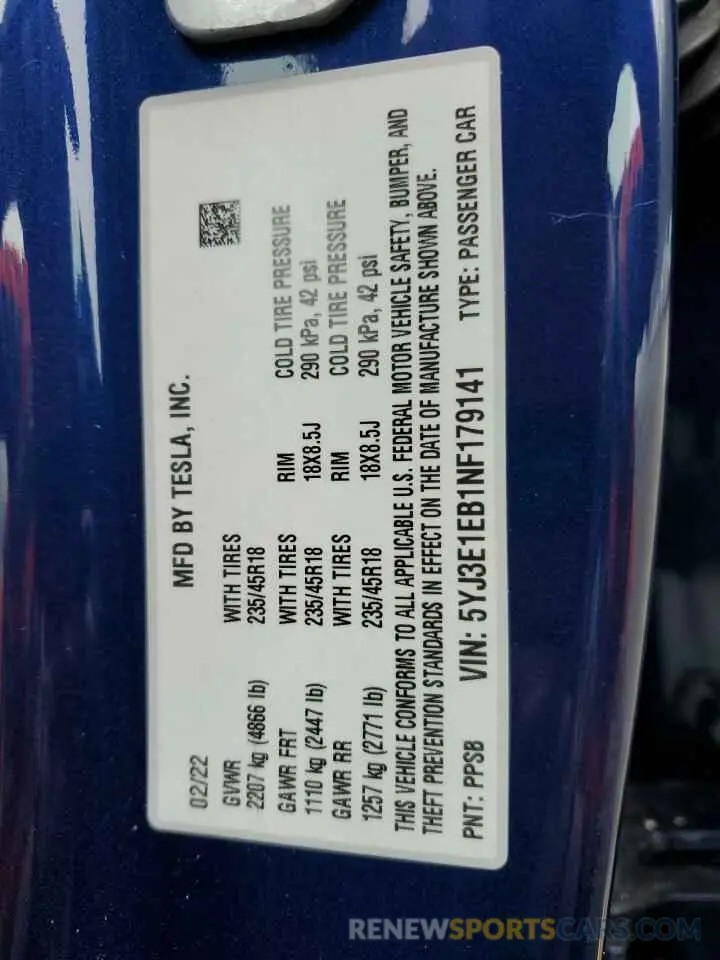 MFD BY TESLA, INC.
02/22
GVWR WITH TIRES
2207 kg (4866 lb) 235/45R18
GAWR FRT WITH TIRES RIM COLD TIRE PRESSURE
1110 kg (2447 lb) 235/45R18 18X8.5J 290 kPa, 42 psi
GAWR RR WITH TIRES RIM COLD TIRE PRESSURE
1257 kg (2771 lb) 235/45R18 18X8.5J 290 kPa, 42 psi
THIS VEHICLE CONFORMS TO ALL APPLICABLE U.S. FEDERAL MOTOR VEHICLE SAFETY, BUMPER, AND
THEFT PREVENTION STANDARDS IN EFFECT ON THE DATE OF MANUFACTURE SHOWN ABOVE.
PNT: PPSB VIN: 5YJ3E1EB1NF179141 TYPE: PASSENGER CAR
RENEWSPORTSCARS.COM